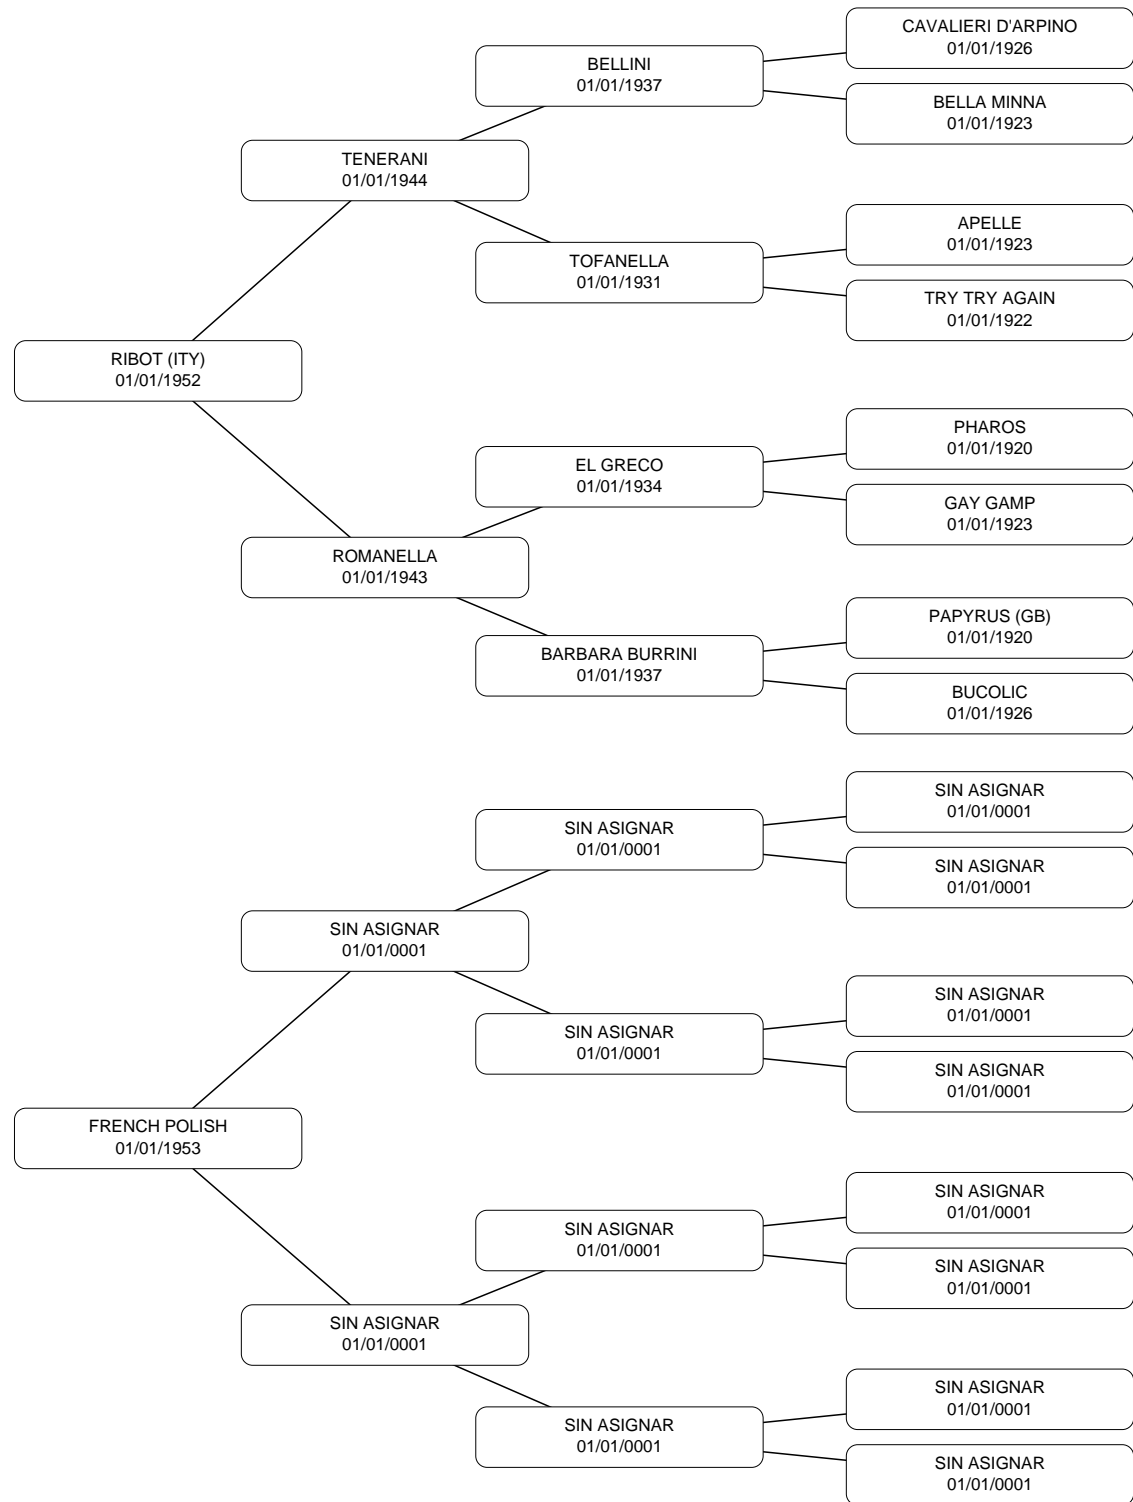 CAVALIERI D'ARPINO
01/01/1926
BELLINI
01/01/1937
BELLA MINNA
01/01/1923
TENERANI
01/01/1944
APELLE
01/01/1923
TOFANELLA
01/01/1931
TRY TRY AGAIN
01/01/1922
RIBOT (ITY)
01/01/1952
PHAROS
01/01/1920
EL GRECO
01/01/1934
GAY GAMP
01/01/1923
ROMANELLA
01/01/1943
PAPYRUS (GB)
01/01/1920
BARBARA BURRINI
01/01/1937
BUCOLIC
01/01/1926
SIN ASIGNAR
01/01/0001
SIN ASIGNAR
01/01/0001
SIN ASIGNAR
01/01/0001
SIN ASIGNAR
01/01/0001
SIN ASIGNAR
01/01/0001
SIN ASIGNAR
01/01/0001
SIN ASIGNAR
01/01/0001
FRENCH POLISH
01/01/1953
SIN ASIGNAR
01/01/0001
SIN ASIGNAR
01/01/0001
SIN ASIGNAR
01/01/0001
SIN ASIGNAR
01/01/0001
SIN ASIGNAR
01/01/0001
SIN ASIGNAR
01/01/0001
SIN ASIGNAR
01/01/0001